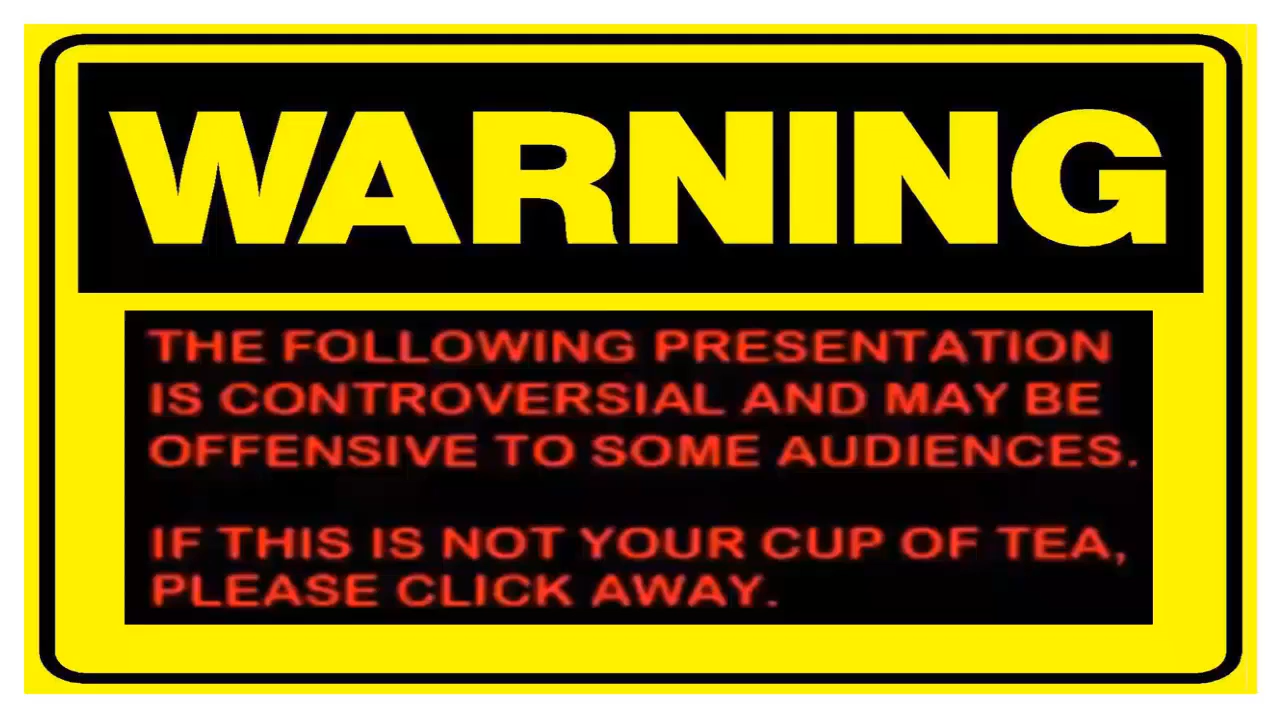 WARNING
THE FOLLOWING PRESENTATION
IS CONTROVERSIAL AND MAY BE
OFFENSIVE TO SOME AUDIENCES.
IF THIS IS NOT YOUR CUP OF TEA,
PLEASE CLICK AWAY.